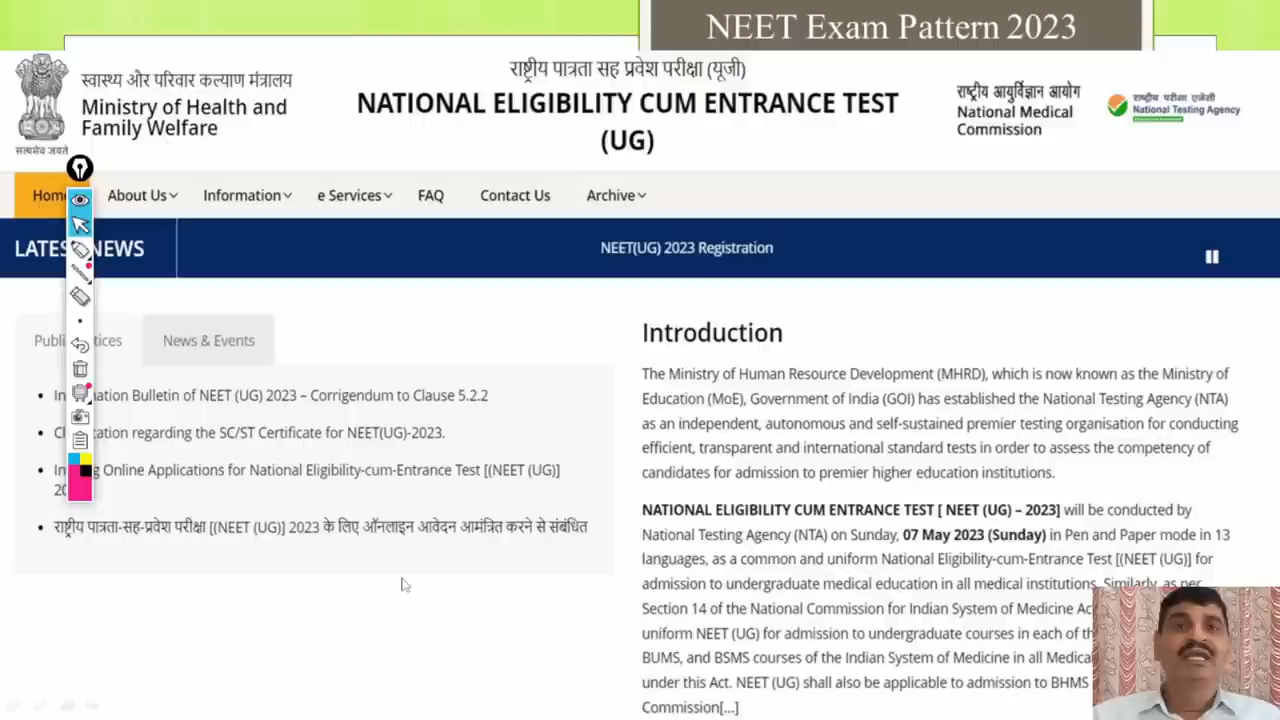 NEET Exam Pattern 2023
स्वास्थ्य और परिवार कल्याण मंत्रालय
Ministry of Health and
Family Welfare
सत्यमेव जयते
राष्ट्रीय पात्रता सह प्रवेश परीक्षा (यूजी)
NATIONAL ELIGIBILITY CUM ENTRANCE TEST
(UG)
राष्ट्रीय आयुर्विज्ञान आयोग
National Medical
Commission
राष्ट्रीय परीक्षा एजेंसी
National Testing Agency
Home About Us Information e Services FAQ Contact Us Archive
LATEST NEWS
NEET(UG) 2023 Registration
News & Events
Bulletin of NEET (UG) 2023 – Corrigendum to Clause 5.2.2
regarding the SC/ST Certificate for NEET(UG)-2023.
Online Applications for National Eligibility-cum-Entrance Test [(NEET (UG)]
राष्ट्रीय पात्रता-सह-प्रवेश परीक्षा [(NEET (UG)] 2023 के लिए ऑनलाइन आवेदन आमंत्रित करने से संबंधित
Introduction
The Ministry of Human Resource Development (MHRD), which is now known as the Ministry of
Education (MoE), Government of India (GOI) has established the National Testing Agency (NTA)
as an independent, autonomous and self-sustained premier testing organisation for conducting
efficient, transparent and international standard tests in order to assess the competency of
candidates for admission to premier higher education institutions.
NATIONAL ELIGIBILITY CUM ENTRANCE TEST [ NEET (UG) – 2023] will be conducted by
National Testing Agency (NTA) on Sunday, 07 May 2023 (Sunday) in Pen and Paper mode in 13
languages, as a common and uniform National Eligibility-cum-Entrance Test [(NEET (UG)] for
admission to undergraduate medical education in all medical institutions. Similarly, as per
Section 14 of the National Commission for Indian System of Medicine
uniform NEET (UG) for admission to undergraduate courses in each of
BUMS, and BSMS courses of the Indian System of Medicine in all
under this Act. NEET (UG) shall also be applicable to admission to BHMS
Commission[...]